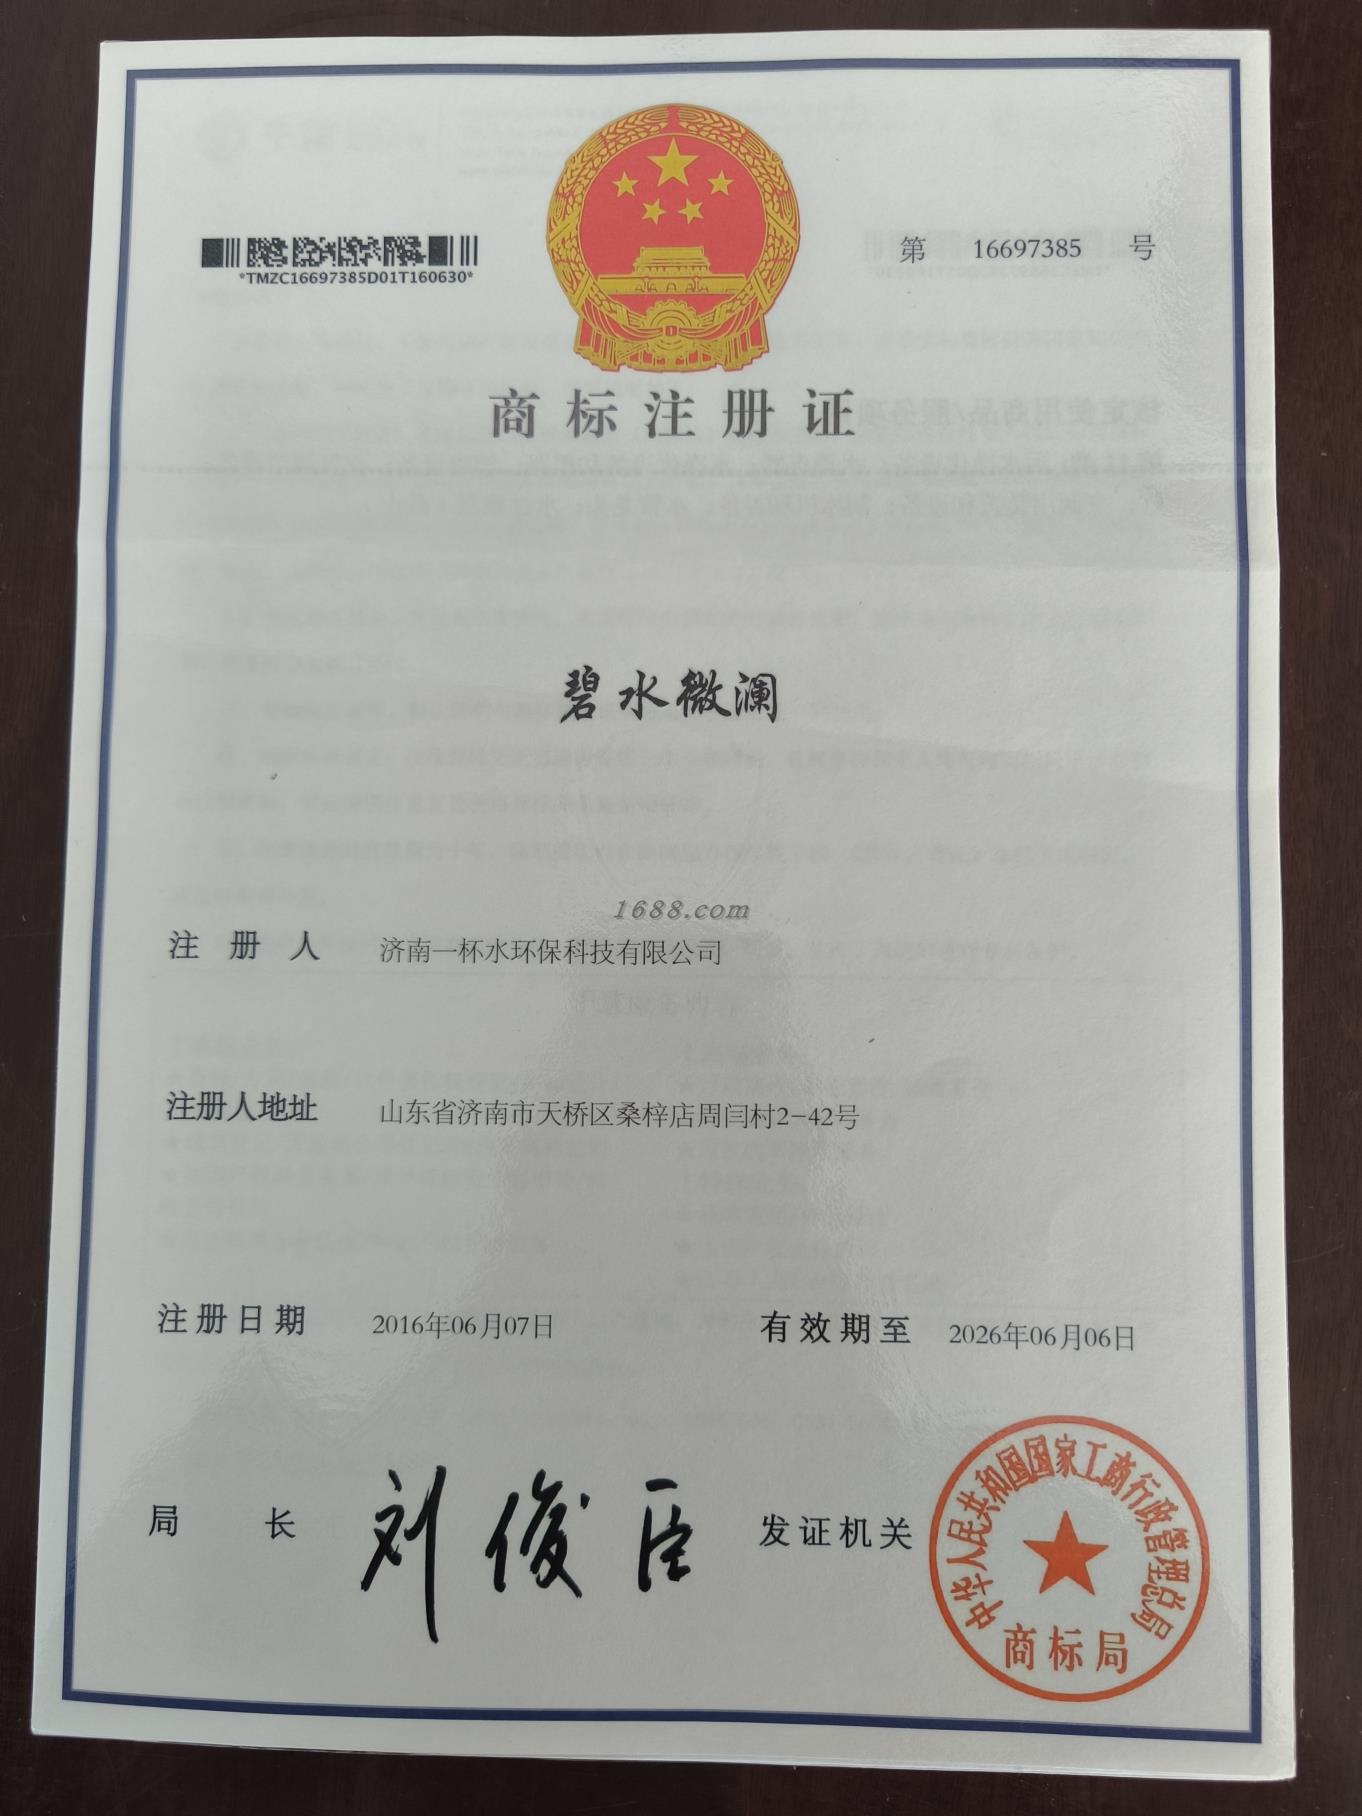 *TMZC16697385D01T160630*
第 16697385 号
商标注册证
碧水微澜
1688.com
注册人 济南一杯水环保科技有限公司
注册人地址 山东省济南市天桥区桑梓店周闫村2-42号
注册日期 2016年06月07日 有效期至 2026年06月06日
局长 刘俊臣 发证机关
中华人民共和国国家工商行政管理总局
商标局